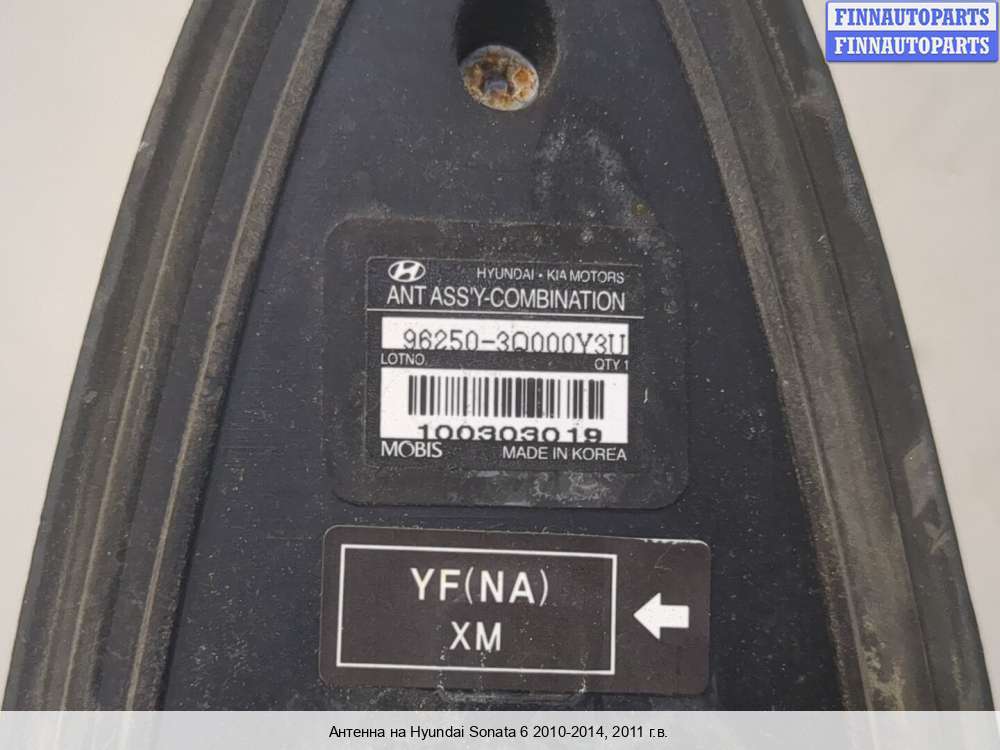 FINNAUTOPARTS
FINNAUTOPARTS
HYUNDAI • KIA MOTORS
ANT ASS'Y-COMBINATION
96250-3Q000Y3U
LOTNO. QTY 1
100303019
MOBIS MADE IN KOREA
YF(NA)
XM
Антенна на Hyundai Sonata 6 2010-2014, 2011 г.в.